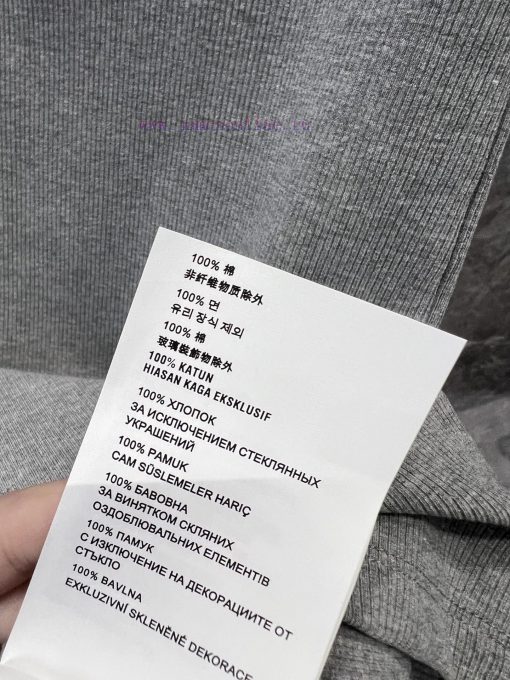 100% 棉
非纤维物质除外
100% 면
유리 장식 제외
100% 棉
玻璃裝飾物除外
100% KATUN
HIASAN KAGA EKSKLUSIF
100% ХЛОПОК
ЗА ИСКЛЮЧЕНИЕМ СТЕКЛЯННЫХ
УКРАШЕНИЙ
100% PAMUK
CAM SÜSLEMELER HARIÇ
100% БАВОВНА
ЗА ВИНЯТКОМ СКЛЯНИХ
ОЗДОБЛЮВАЛЬНИХ ЕЛЕМЕНТІВ
100% ПАМУК
С ИЗКЛЮЧЕНИЕ НА ДЕКОРАЦИИТЕ ОТ
СТЪКЛО
100% BAVLNA
EXKLUZIVNÍ SKLENĚNÉ DEKORACE